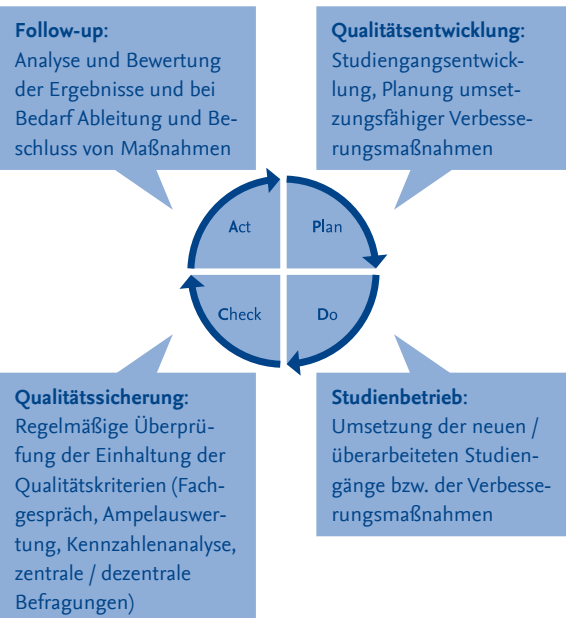 Follow-up:
Analyse und Bewertung
der Ergebnisse und bei
Bedarf Ableitung und Be-
schluss von Maßnahmen
Qualitätsentwicklung:
Studiengangsentwick-
lung, Planung umset-
zungsfähiger Verbesse-
rungsmaßnahmen
Act
Plan
Check
Do
Qualitätssicherung:
Regelmäßige Überprü-
fung der Einhaltung der
Qualitätskriterien (Fach-
gespräch, Ampelauswer-
tung, Kennzahlenanalyse,
zentrale / dezentrale
Befragungen)
Studienbetrieb:
Umsetzung der neuen /
überarbeiteten Studien-
gänge bzw. der Verbesse-
rungsmaßnahmen